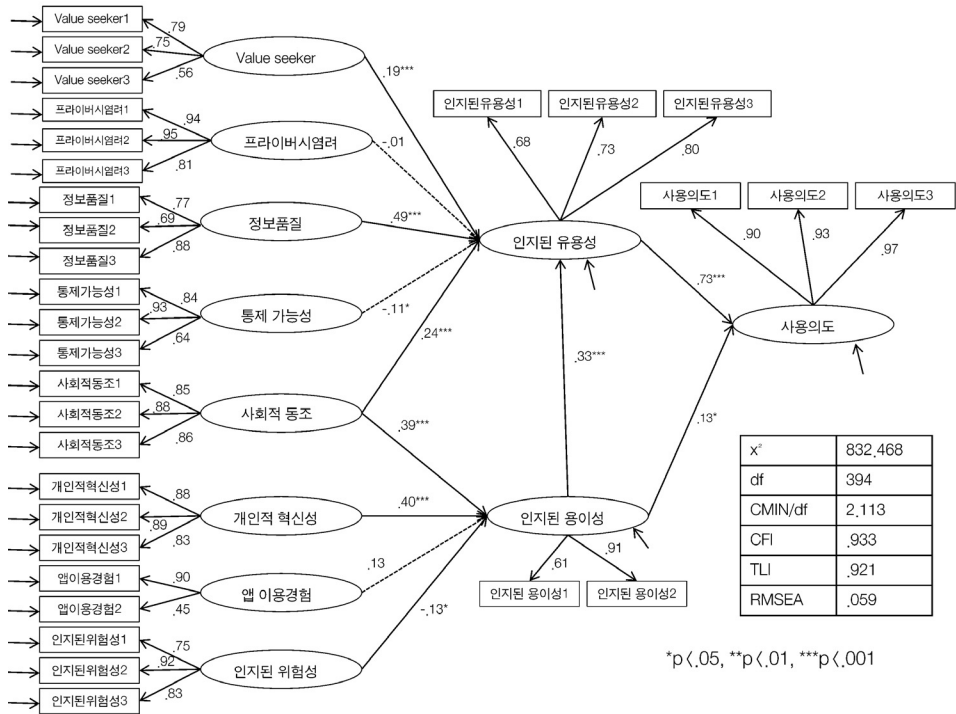 Value seeker1
Value seeker2
Value seeker3
.79
.75
.56
Value seeker
.19***
프라이버시염려1
프라이버시염려2
프라이버시염려3
.94
.95
.81
프라이버시염려
-.01
정보품질1
정보품질2
정보품질3
.77
.69
.88
정보품질
.49***
통제가능성1
통제가능성2
통제가능성3
.84
.93
.64
통제 가능성
-.11*
사회적동조1
사회적동조2
사회적동조3
.85
.88
.86
사회적 동조
.24***
.39***
개인적혁신성1
개인적혁신성2
개인적혁신성3
.88
.89
.83
개인적 혁신성
.40***
앱이용경험1
앱이용경험2
.90
.45
앱 이용경험
.13
인지된위험성1
인지된위험성2
인지된위험성3
.75
.92
.83
인지된 위험성
-.13*
인지된유용성1
인지된유용성2
인지된유용성3
.68
.73
.80
인지된 유용성
.73***
.33***
인지된 용이성
.13*
.61
.91
인지된 용이성1
인지된 용이성2
사용의도1
사용의도2
사용의도3
.90
.93
.97
사용의도
x² 832.468
df 394
CMIN/df 2.113
CFI .933
TLI .921
RMSEA .059
*p<.05, **p<.01, ***p<.001